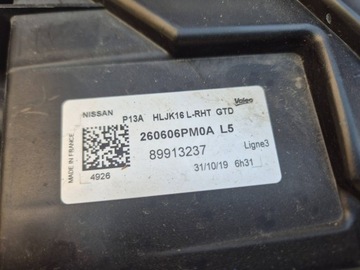 NISSAN P13A HLJK16 L-RHT GTD Valeo
260606PM0A L5
89913237 Ligne3
MADE IN FRANCE
4926 31/10/19 6h31